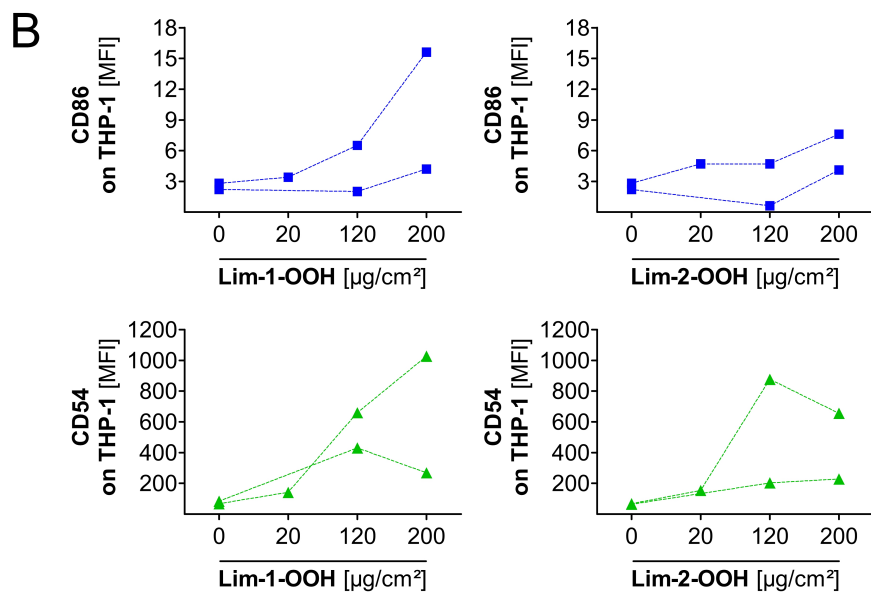 B
CD86
on THP-1 [MFI]
18
15
12
9
6
3
0 20 120 200
Lim-1-OOH [µg/cm²]
CD86
on THP-1 [MFI]
18
15
12
9
6
3
0 20 120 200
Lim-2-OOH [µg/cm²]
CD54
on THP-1 [MFI]
1200
1000
800
600
400
200
0 20 120 200
Lim-1-OOH [µg/cm²]
CD54
on THP-1 [MFI]
1200
1000
800
600
400
200
0 20 120 200
Lim-2-OOH [µg/cm²]